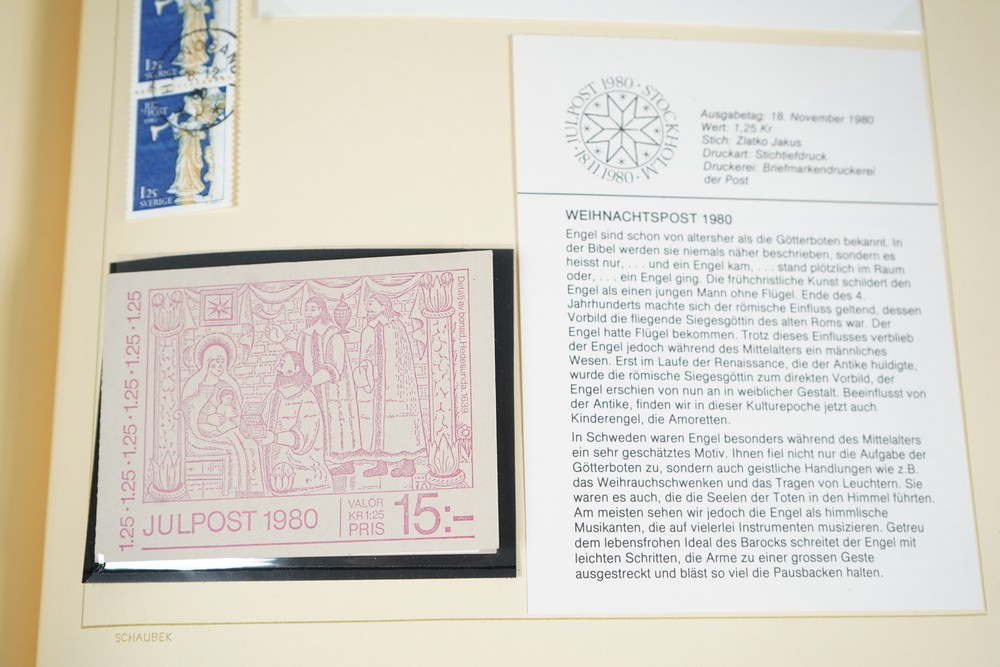 1.25
SVERIGE
NOBAN
8.12
80
JUL
POST
1980
1.25
SVERIGE
JULPOST 1980 · STOCKHOLM · 18.11.1980 ·
Ausgabetag: 18. November 1980
Wert: 1,25 Kr
Stich: Zlatko Jakus
Druckart: Stichtiefdruck
Druckerei: Briefmarkendruckerei
der Post
WEIHNACHTSPOST 1980
Engel sind schon von altersher als die Götterboten bekannt. In
der Bibel werden sie niemals näher beschrieben, sondern es
heisst nur, . . . und ein Engel kam, . . . stand plötzlich im Raum
oder, . . . ein Engel ging. Die frühchristliche Kunst schildert den
Engel als einen jungen Mann ohne Flügel. Ende des 4.
Jahrhunderts machte sich der römische Einfluss geltend, dessen
Vorbild die fliegende Siegesgöttin des alten Roms war. Der
Engel hatte Flügel bekommen. Trotz dieses Einflusses verblieb
der Engel jedoch während des Mittelalters ein männliches
Wesen. Erst im Laufe der Renaissance, die der Antike huldigte,
wurde die römische Siegesgöttin zum direkten Vorbild, der
Engel erschien von nun an in weiblicher Gestalt. Beeinflusst von
der Antike, finden wir in dieser Kulturepoche jetzt auch
Kinderengel, die Amoretten.
In Schweden waren Engel besonders während des Mittelalters
ein sehr geschätztes Motiv. Ihnen fiel nicht nur die Aufgabe der
Götterboten zu, sondern auch geistliche Handlungen wie z.B.
das Weihrauchschwenken und das Tragen von Leuchtern. Sie
waren es auch, die die Seelen der Toten in den Himmel führten.
Am meisten sehen wir jedoch die Engel als himmlische
Musikanten, die auf vielerlei Instrumenten musizieren. Getreu
dem lebensfrohen Ideal des Barocks schreitet der Engel mit
leichten Schritten, die Arme zu einer grossen Geste
ausgestreckt und bläst so viel die Pausbacken halten.
1.25 · 1.25 · 1.25 · 1.25 · 1.25 · 1.25
Detalj av bonad, Heidenstorp 1809
JULPOST 1980
VALÖR
KR 1:25
PRIS
15:-
SCHAUBEK